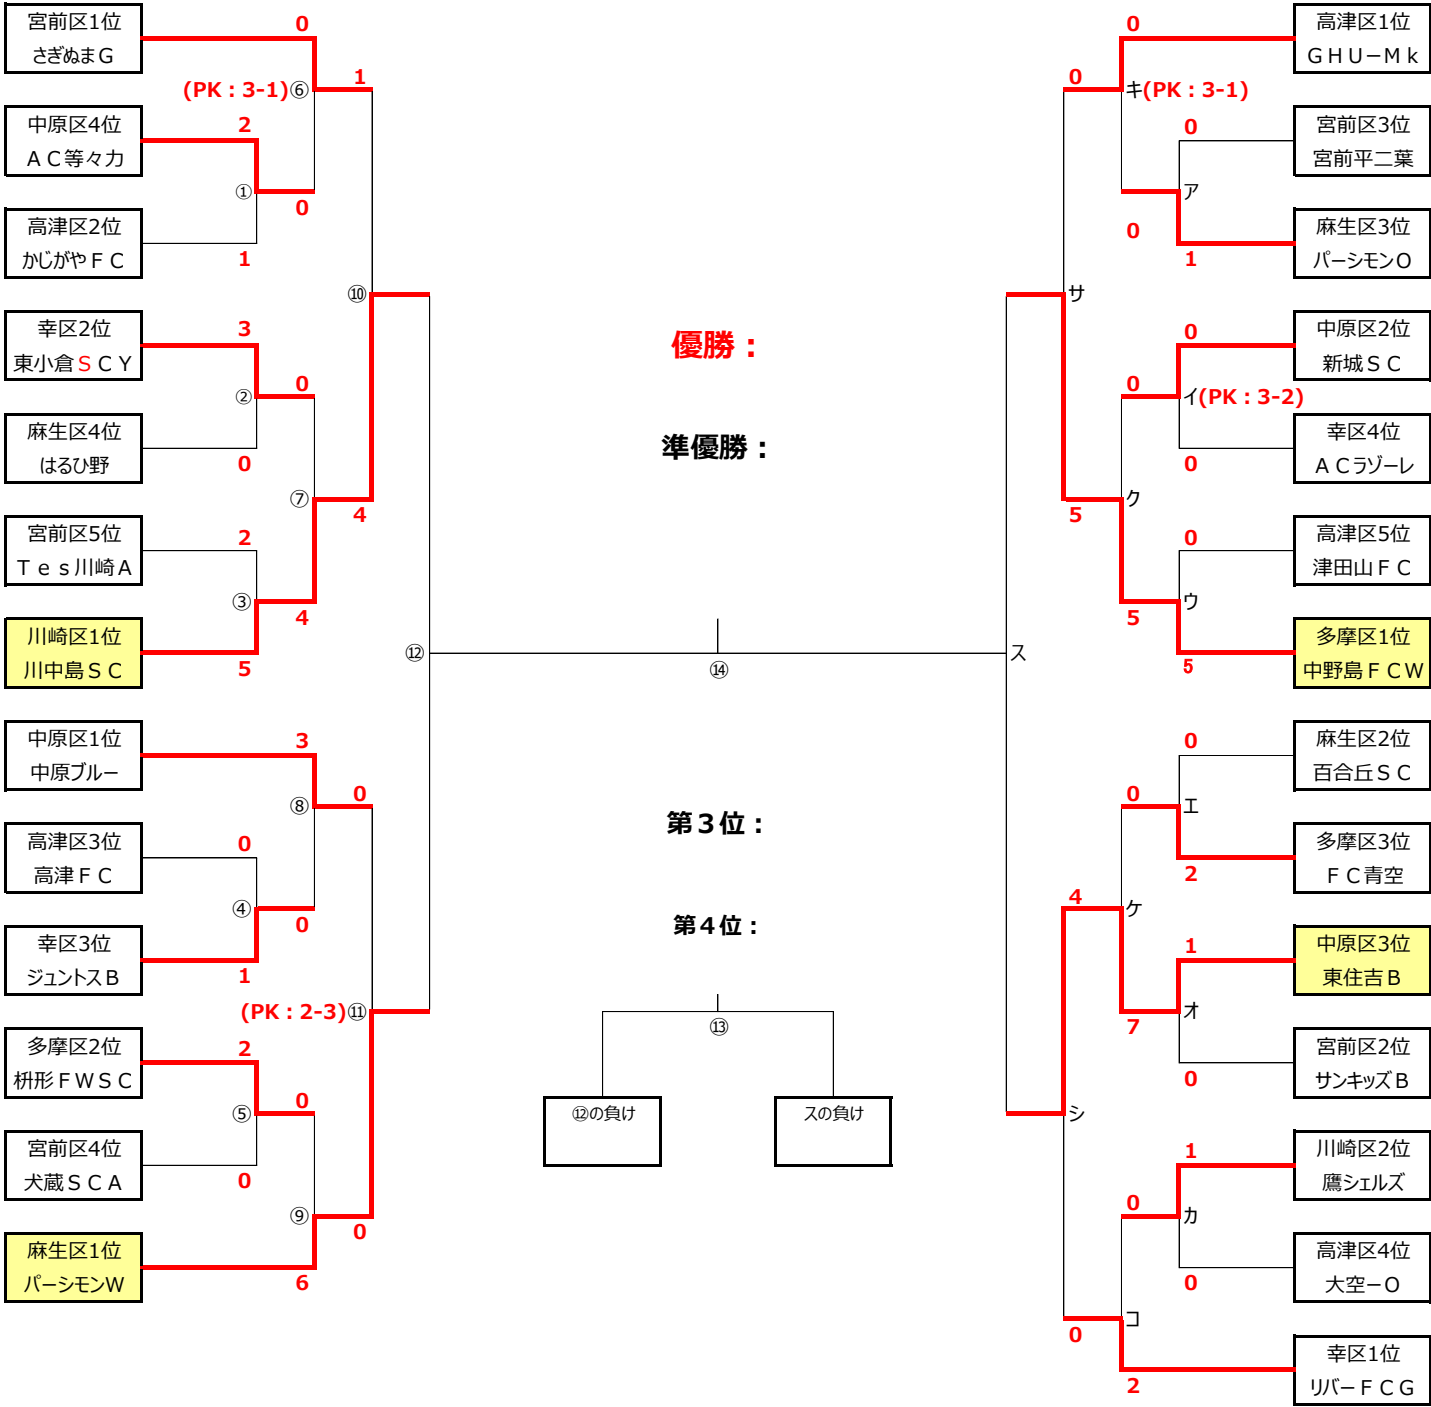 宮前区1位
さぎぬまG
0
(PK：3-1)⑥
1
中原区4位
AC等々力
2
①
0
高津区2位
かじがやFC
1
⑩
幸区2位
東小倉SCY
3
②
0
麻生区4位
はるひ野
0
⑦
4
宮前区5位
Tes川崎A
2
③
4
川崎区1位
川中島SC
5
⑫
中原区1位
中原ブルー
3
⑧
0
高津区3位
高津FC
0
④
0
幸区3位
ジュントスB
1
(PK：2-3)⑪
多摩区2位
枡形FWSC
2
⑤
0
宮前区4位
犬蔵SCA
0
⑨
0
麻生区1位
パーシモンW
6
優勝：
準優勝：
⑭
第３位：
第４位：
⑬
⑫の負け
スの負け
0
高津区1位
GHU－Mk
0
キ(PK：3-1)
0
宮前区3位
宮前平二葉
ア
0
麻生区3位
パーシモンO
1
サ
0
中原区2位
新城SC
0
イ(PK：3-2)
幸区4位
ACラゾーレ
0
ク
5
0
高津区5位
津田山FC
ウ
5
多摩区1位
中野島FCW
5
ス
0
麻生区2位
百合丘SC
0
エ
多摩区3位
FC青空
2
4
ケ
1
中原区3位
東住吉B
オ
7
宮前区2位
サンキッズB
0
シ
1
川崎区2位
鷹シェルズ
0
カ
高津区4位
大空－O
0
コ
0
幸区1位
リバーFCG
2